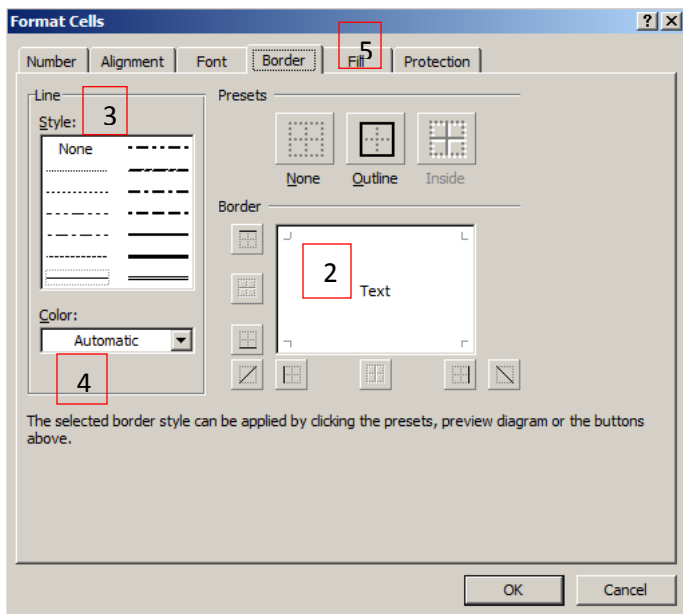 Format Cells
Number Alignment Font Border Fill Protection
5
Line
Presets
Style:
3
None
None Outline Inside
Border
2
Text
Color:
Automatic
4
The selected border style can be applied by clicking the presets, preview diagram or the buttons
above.
OK Cancel